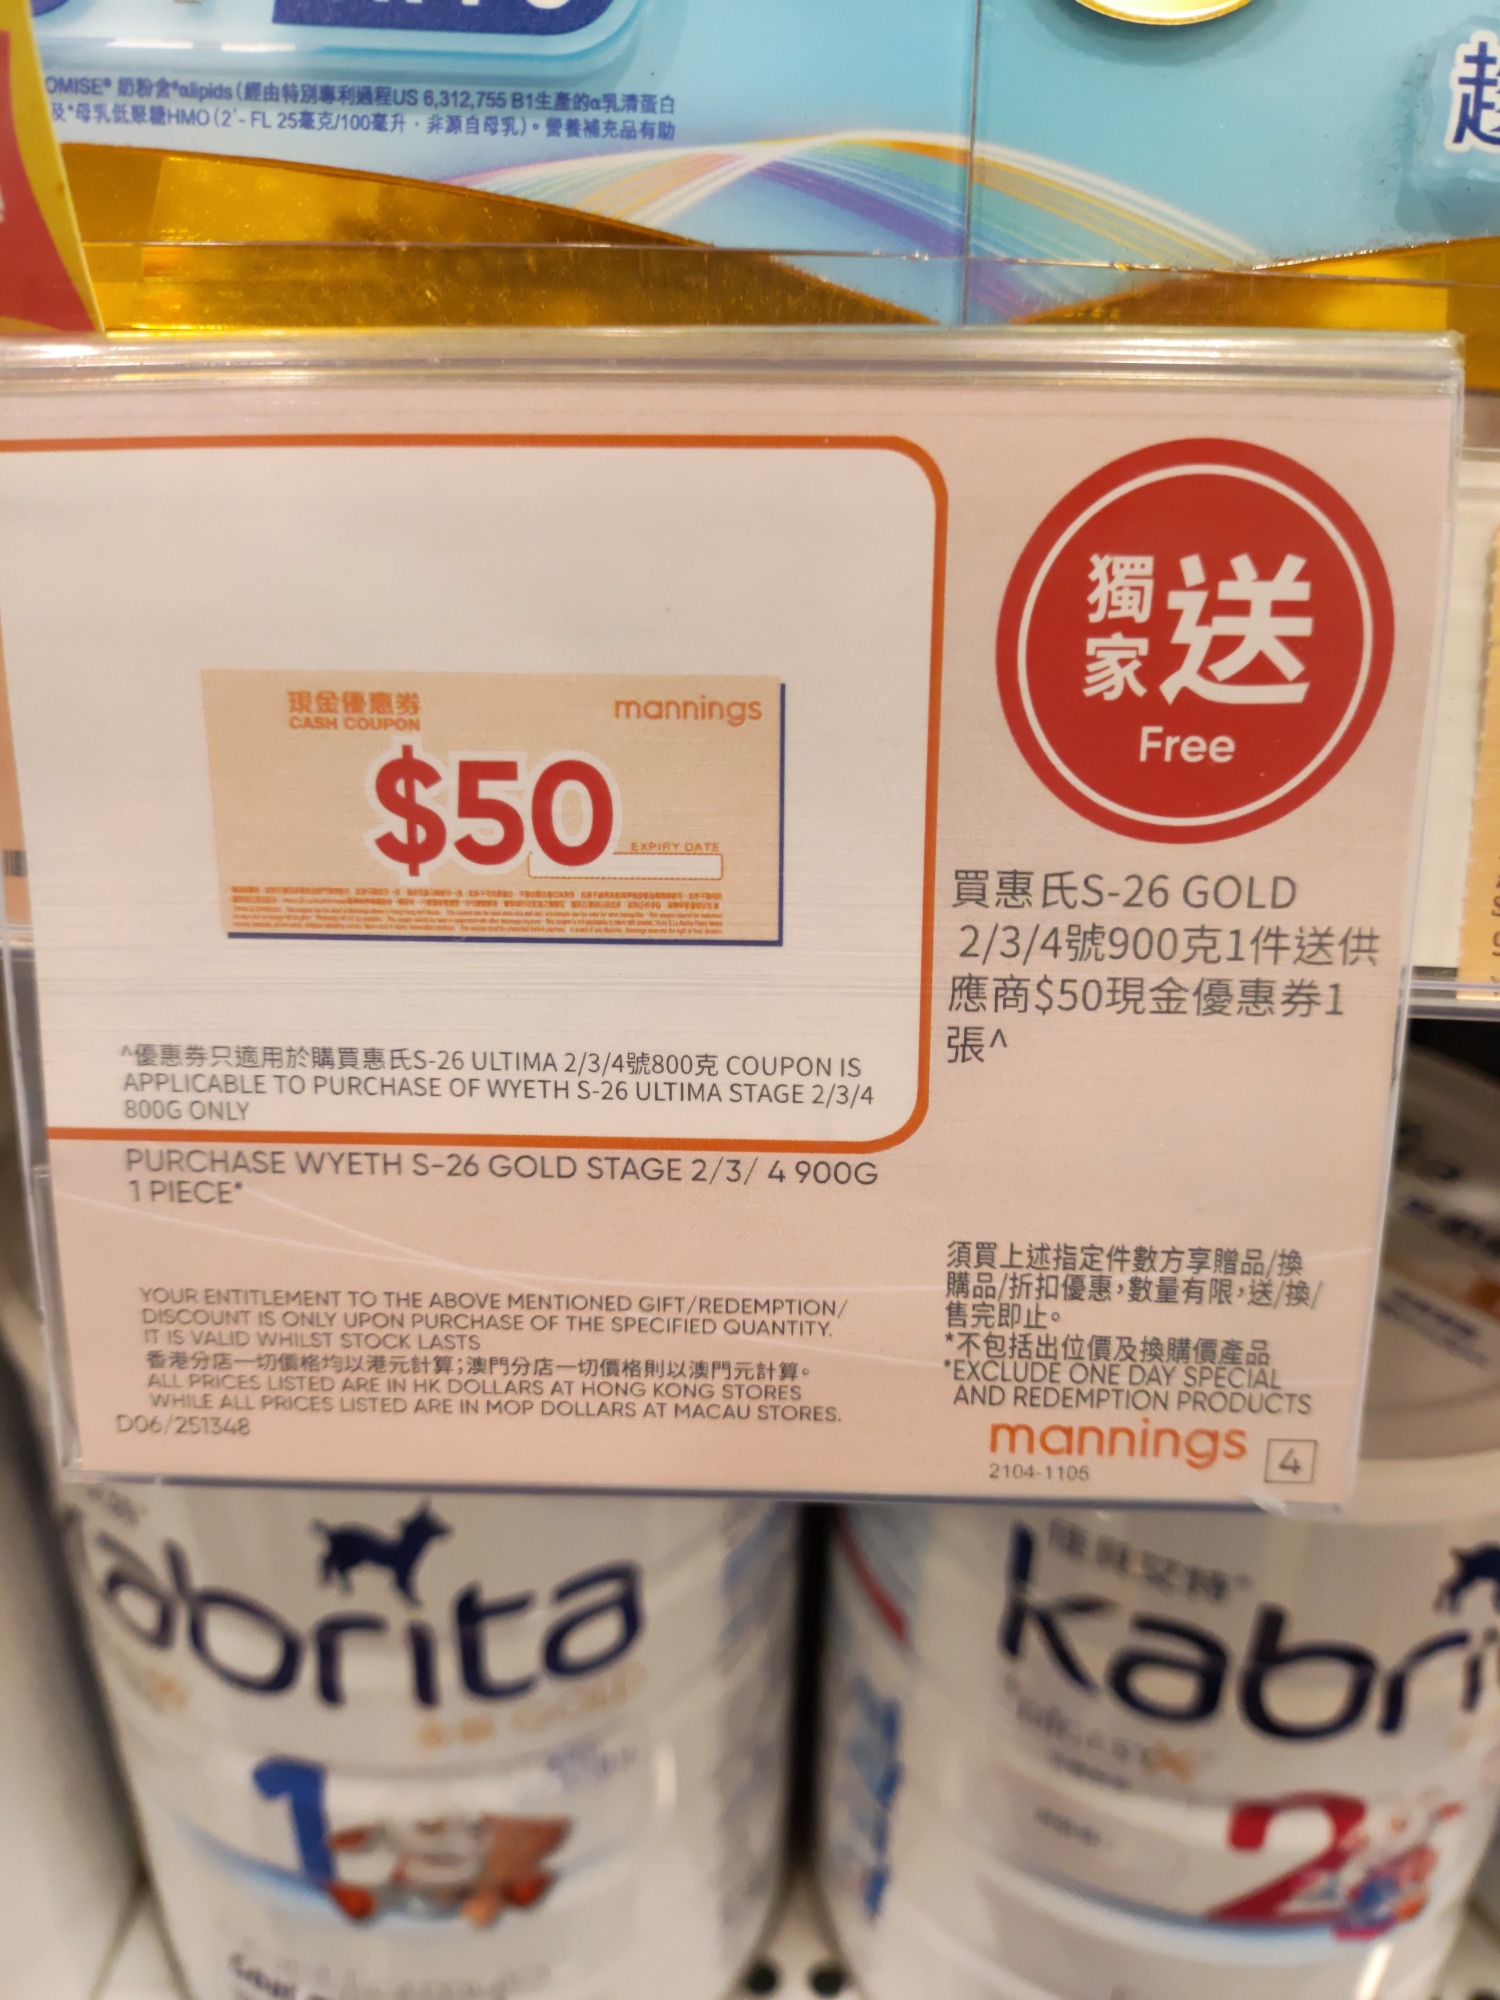 OMISE® 奶粉含#αlipids(經由特別專利過程US 6,312,755 B1生產的α乳清蛋白
及*母乳低聚糖HMO(2'- FL 25毫克/100毫升，非源自母乳)。營養補充品有助
超
獨家送
Free
現金優惠券
CASH COUPON
mannings
$50
EXPIRY DATE
買惠氏S-26 GOLD
2/3/4號900克1件送供
應商$50現金優惠券1
張^
^優惠券只適用於購買惠氏S-26 ULTIMA 2/3/4號800克 COUPON IS
APPLICABLE TO PURCHASE OF WYETH S-26 ULTIMA STAGE 2/3/4
800G ONLY
PURCHASE WYETH S-26 GOLD STAGE 2/3/ 4 900G
1 PIECE*
YOUR ENTITLEMENT TO THE ABOVE MENTIONED GIFT/REDEMPTION/
DISCOUNT IS ONLY UPON PURCHASE OF THE SPECIFIED QUANTITY.
IT IS VALID WHILST STOCK LASTS
香港分店一切價格均以港元計算；澳門分店一切價格則以澳門元計算。
ALL PRICES LISTED ARE IN HK DOLLARS AT HONG KONG STORES
WHILE ALL PRICES LISTED ARE IN MOP DOLLARS AT MACAU STORES.
D06/251348
須買上述指定件數方享贈品/換
購品/折扣優惠，數量有限，送/換/
售完即止。
*不包括出位價及換購價產品
*EXCLUDE ONE DAY SPECIAL
AND REDEMPTION PRODUCTS
mannings
2104-1105
4
kabrita
1
佳貝艾特
kabri
2